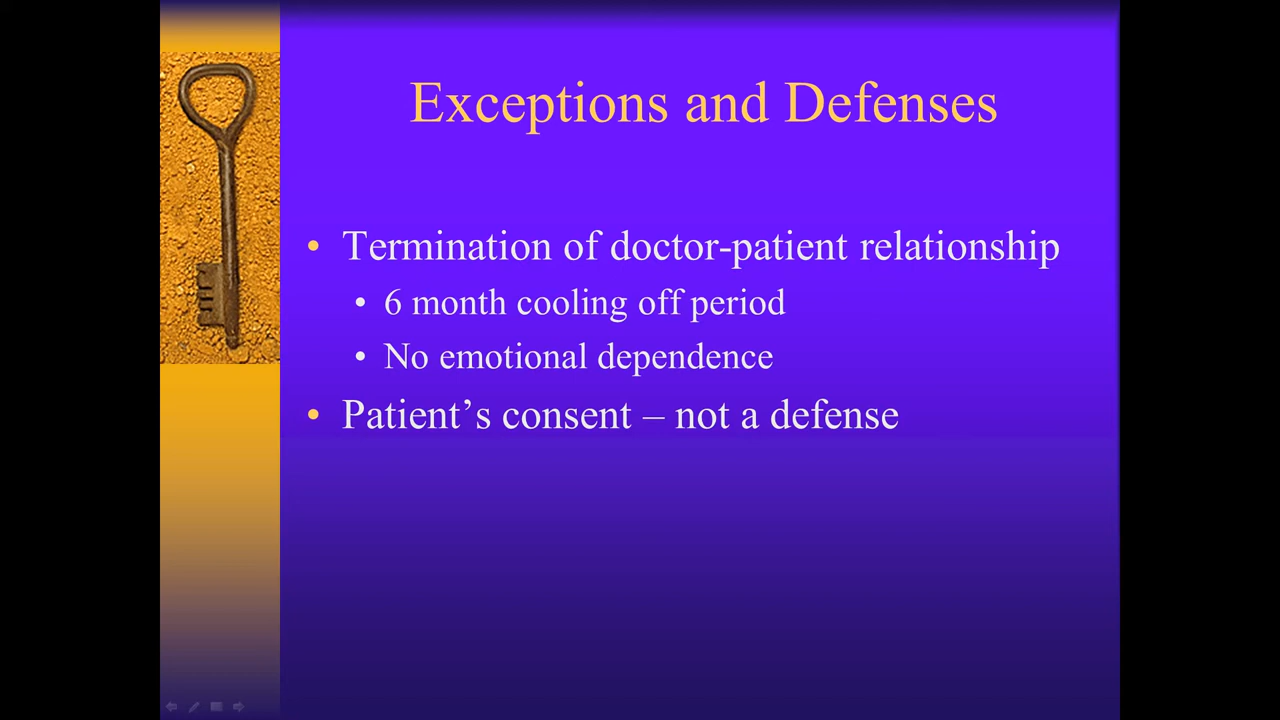 Exceptions and Defenses
• Termination of doctor-patient relationship
• 6 month cooling off period
• No emotional dependence
• Patient’s consent – not a defense